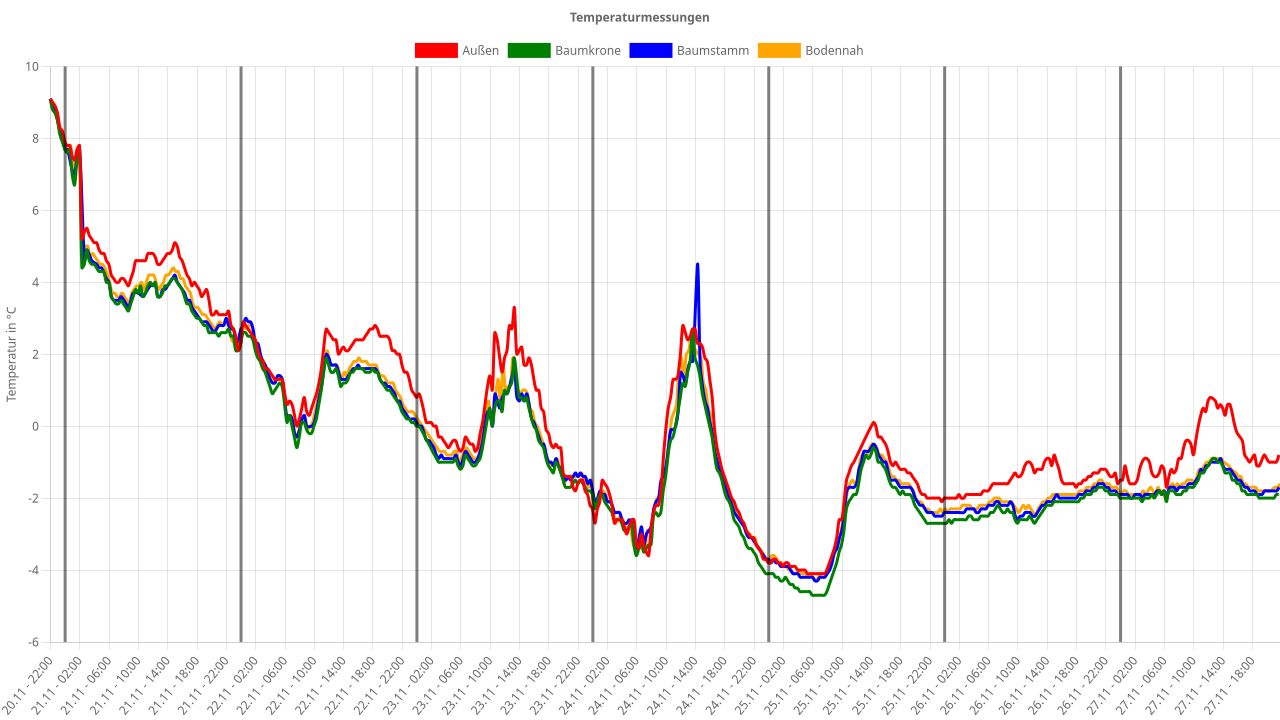 Temperaturmessungen
Außen Baumkrone Baumstamm Bodennah
Temperatur in °C
10
8
6
4
2
0
-2
-4
-6
20.11 - 22:00
21.11 - 02:00
21.11 - 06:00
21.11 - 10:00
21.11 - 14:00
21.11 - 18:00
21.11 - 22:00
22.11 - 02:00
22.11 - 06:00
22.11 - 10:00
22.11 - 14:00
22.11 - 18:00
22.11 - 22:00
23.11 - 02:00
23.11 - 06:00
23.11 - 10:00
23.11 - 14:00
23.11 - 18:00
23.11 - 22:00
24.11 - 02:00
24.11 - 06:00
24.11 - 10:00
24.11 - 14:00
24.11 - 18:00
24.11 - 22:00
25.11 - 02:00
25.11 - 06:00
25.11 - 10:00
25.11 - 14:00
25.11 - 18:00
25.11 - 22:00
26.11 - 02:00
26.11 - 06:00
26.11 - 10:00
26.11 - 14:00
26.11 - 18:00
26.11 - 22:00
27.11 - 02:00
27.11 - 06:00
27.11 - 10:00
27.11 - 14:00
27.11 - 18:00